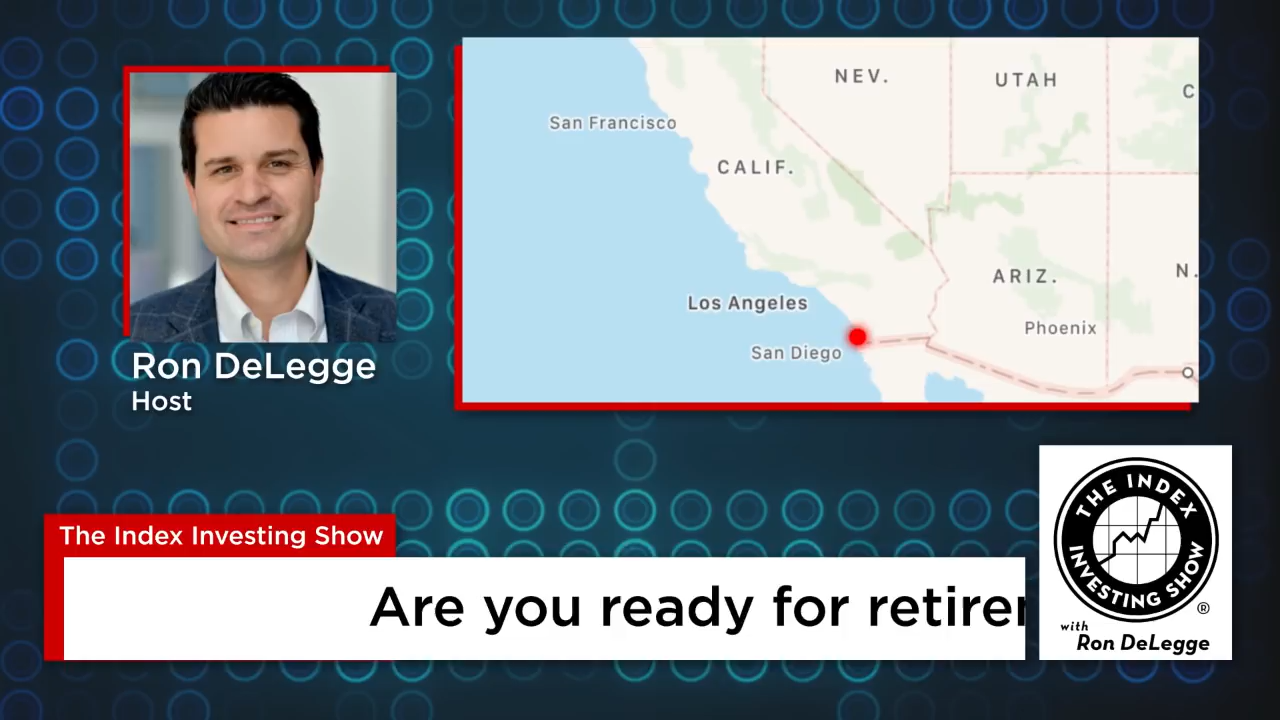 NEV.
UTAH
C
San Francisco
CALIF.
ARIZ.
N.
Los Angeles
Phoenix
San Diego
Ron DeLegge
Host
The Index Investing Show
Are you ready for retirer
THE INDEX
INVESTING SHOW
®
with
Ron DeLegge